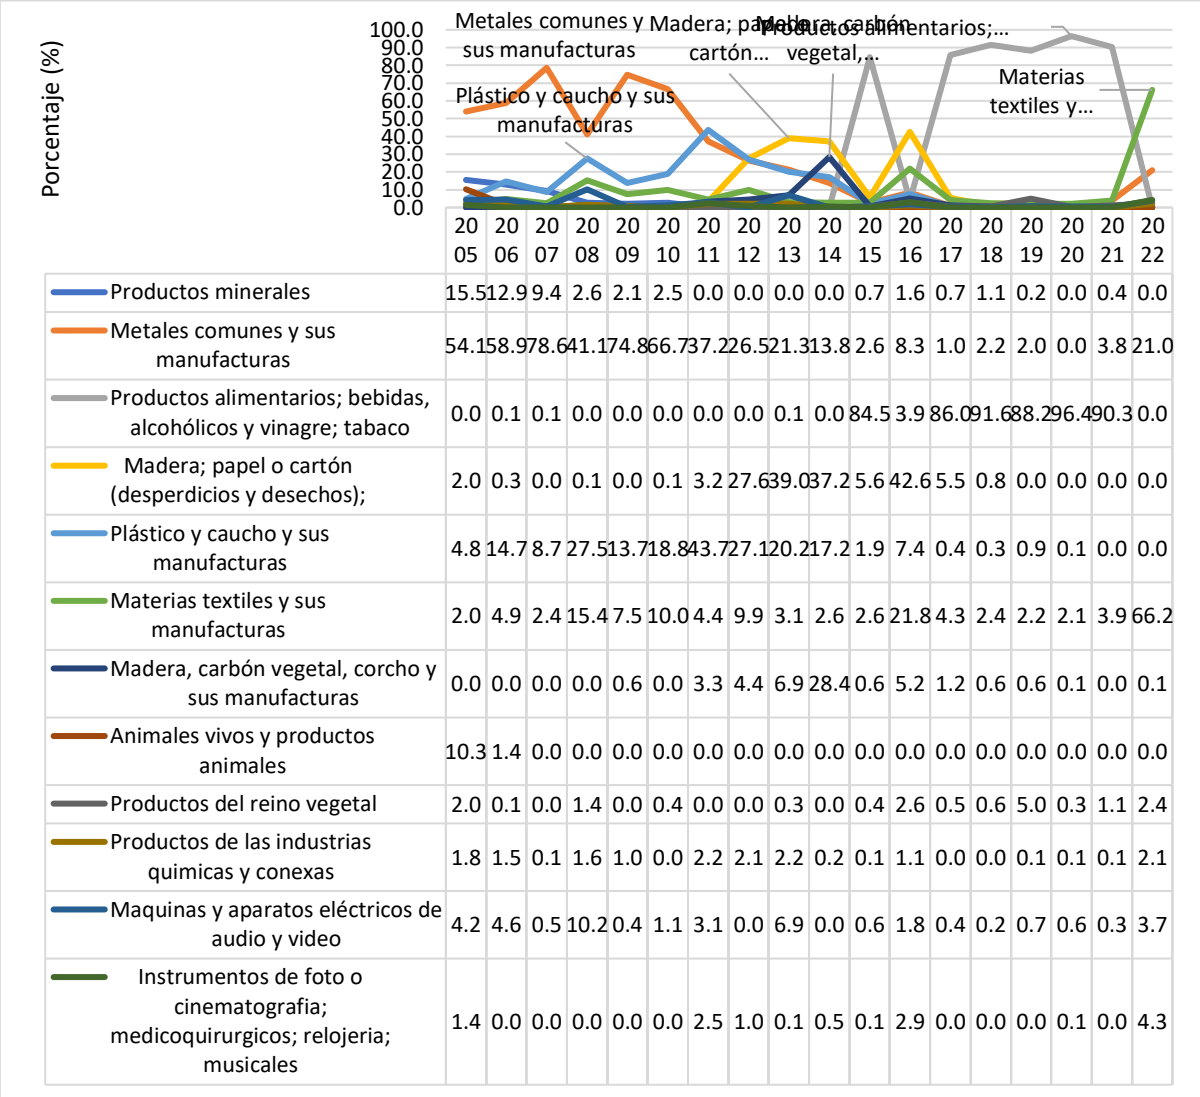 Porcentaje (%)
100.0
90.0
80.0
70.0
60.0
50.0
40.0
30.0
20.0
10.0
0.0
Metales comunes y
sus manufacturas
Plástico y caucho y sus
manufacturas
Madera; papel o
cartón...
Madera, carbón
vegetal,...
Productos alimentarios;...
Materias
textiles y...
20 20 20 20 20 20 20 20 20 20 20 20 20 20 20 20 20 20
05 06 07 08 09 10 11 12 13 14 15 16 17 18 19 20 21 22
Productos minerales 15.5 12.9 9.4 2.6 2.1 2.5 0.0 0.0 0.0 0.0 0.7 1.6 0.7 1.1 0.2 0.0 0.4 0.0
Metales comunes y sus
manufacturas 54.1 58.9 78.6 41.1 74.8 66.7 37.2 26.5 21.3 13.8 2.6 8.3 1.0 2.2 2.0 0.0 3.8 21.0
Productos alimentarios; bebidas,
alcohólicos y vinagre; tabaco 0.0 0.1 0.1 0.0 0.0 0.0 0.0 0.0 0.1 0.0 84.5 3.9 86.0 91.6 88.2 96.4 90.3 0.0
Madera; papel o cartón
(desperdicios y desechos); 2.0 0.3 0.0 0.1 0.0 0.1 3.2 27.6 39.0 37.2 5.6 42.6 5.5 0.8 0.0 0.0 0.0 0.0
Plástico y caucho y sus
manufacturas 4.8 14.7 8.7 27.5 13.7 18.8 43.7 27.1 20.2 17.2 1.9 7.4 0.4 0.3 0.9 0.1 0.0 0.0
Materias textiles y sus
manufacturas 2.0 4.9 2.4 15.4 7.5 10.0 4.4 9.9 3.1 2.6 2.6 21.8 4.3 2.4 2.2 2.1 3.9 66.2
Madera, carbón vegetal, corcho y
sus manufacturas 0.0 0.0 0.0 0.0 0.6 0.0 3.3 4.4 6.9 28.4 0.6 5.2 1.2 0.6 0.6 0.1 0.0 0.1
Animales vivos y productos
animales 10.3 1.4 0.0 0.0 0.0 0.0 0.0 0.0 0.0 0.0 0.0 0.0 0.0 0.0 0.0 0.0 0.0 0.0
Productos del reino vegetal 2.0 0.1 0.0 1.4 0.0 0.4 0.0 0.0 0.3 0.0 0.4 2.6 0.5 0.6 5.0 0.3 1.1 2.4
Productos de las industrias
quimicas y conexas 1.8 1.5 0.1 1.6 1.0 0.0 2.2 2.1 2.2 0.2 0.1 1.1 0.0 0.0 0.1 0.1 0.1 2.1
Maquinas y aparatos eléctricos de
audio y video 4.2 4.6 0.5 10.2 0.4 1.1 3.1 0.0 6.9 0.0 0.6 1.8 0.4 0.2 0.7 0.6 0.3 3.7
Instrumentos de foto o
cinematografia;
medicoquirurgicos; relojeria;
musicales 1.4 0.0 0.0 0.0 0.0 0.0 2.5 1.0 0.1 0.5 0.1 2.9 0.0 0.0 0.0 0.1 0.0 4.3